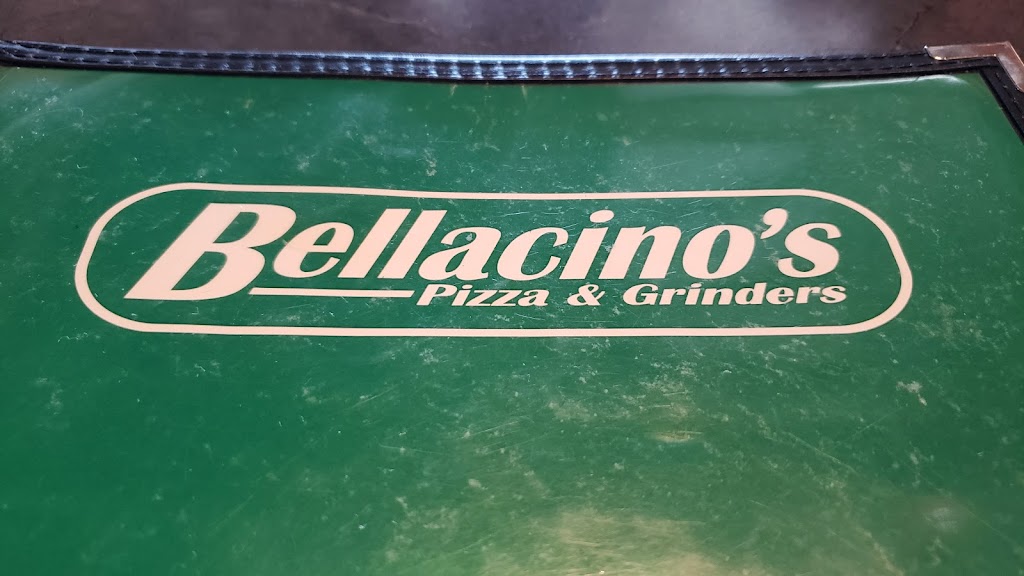 Bellacino's
Pizza & Grinders